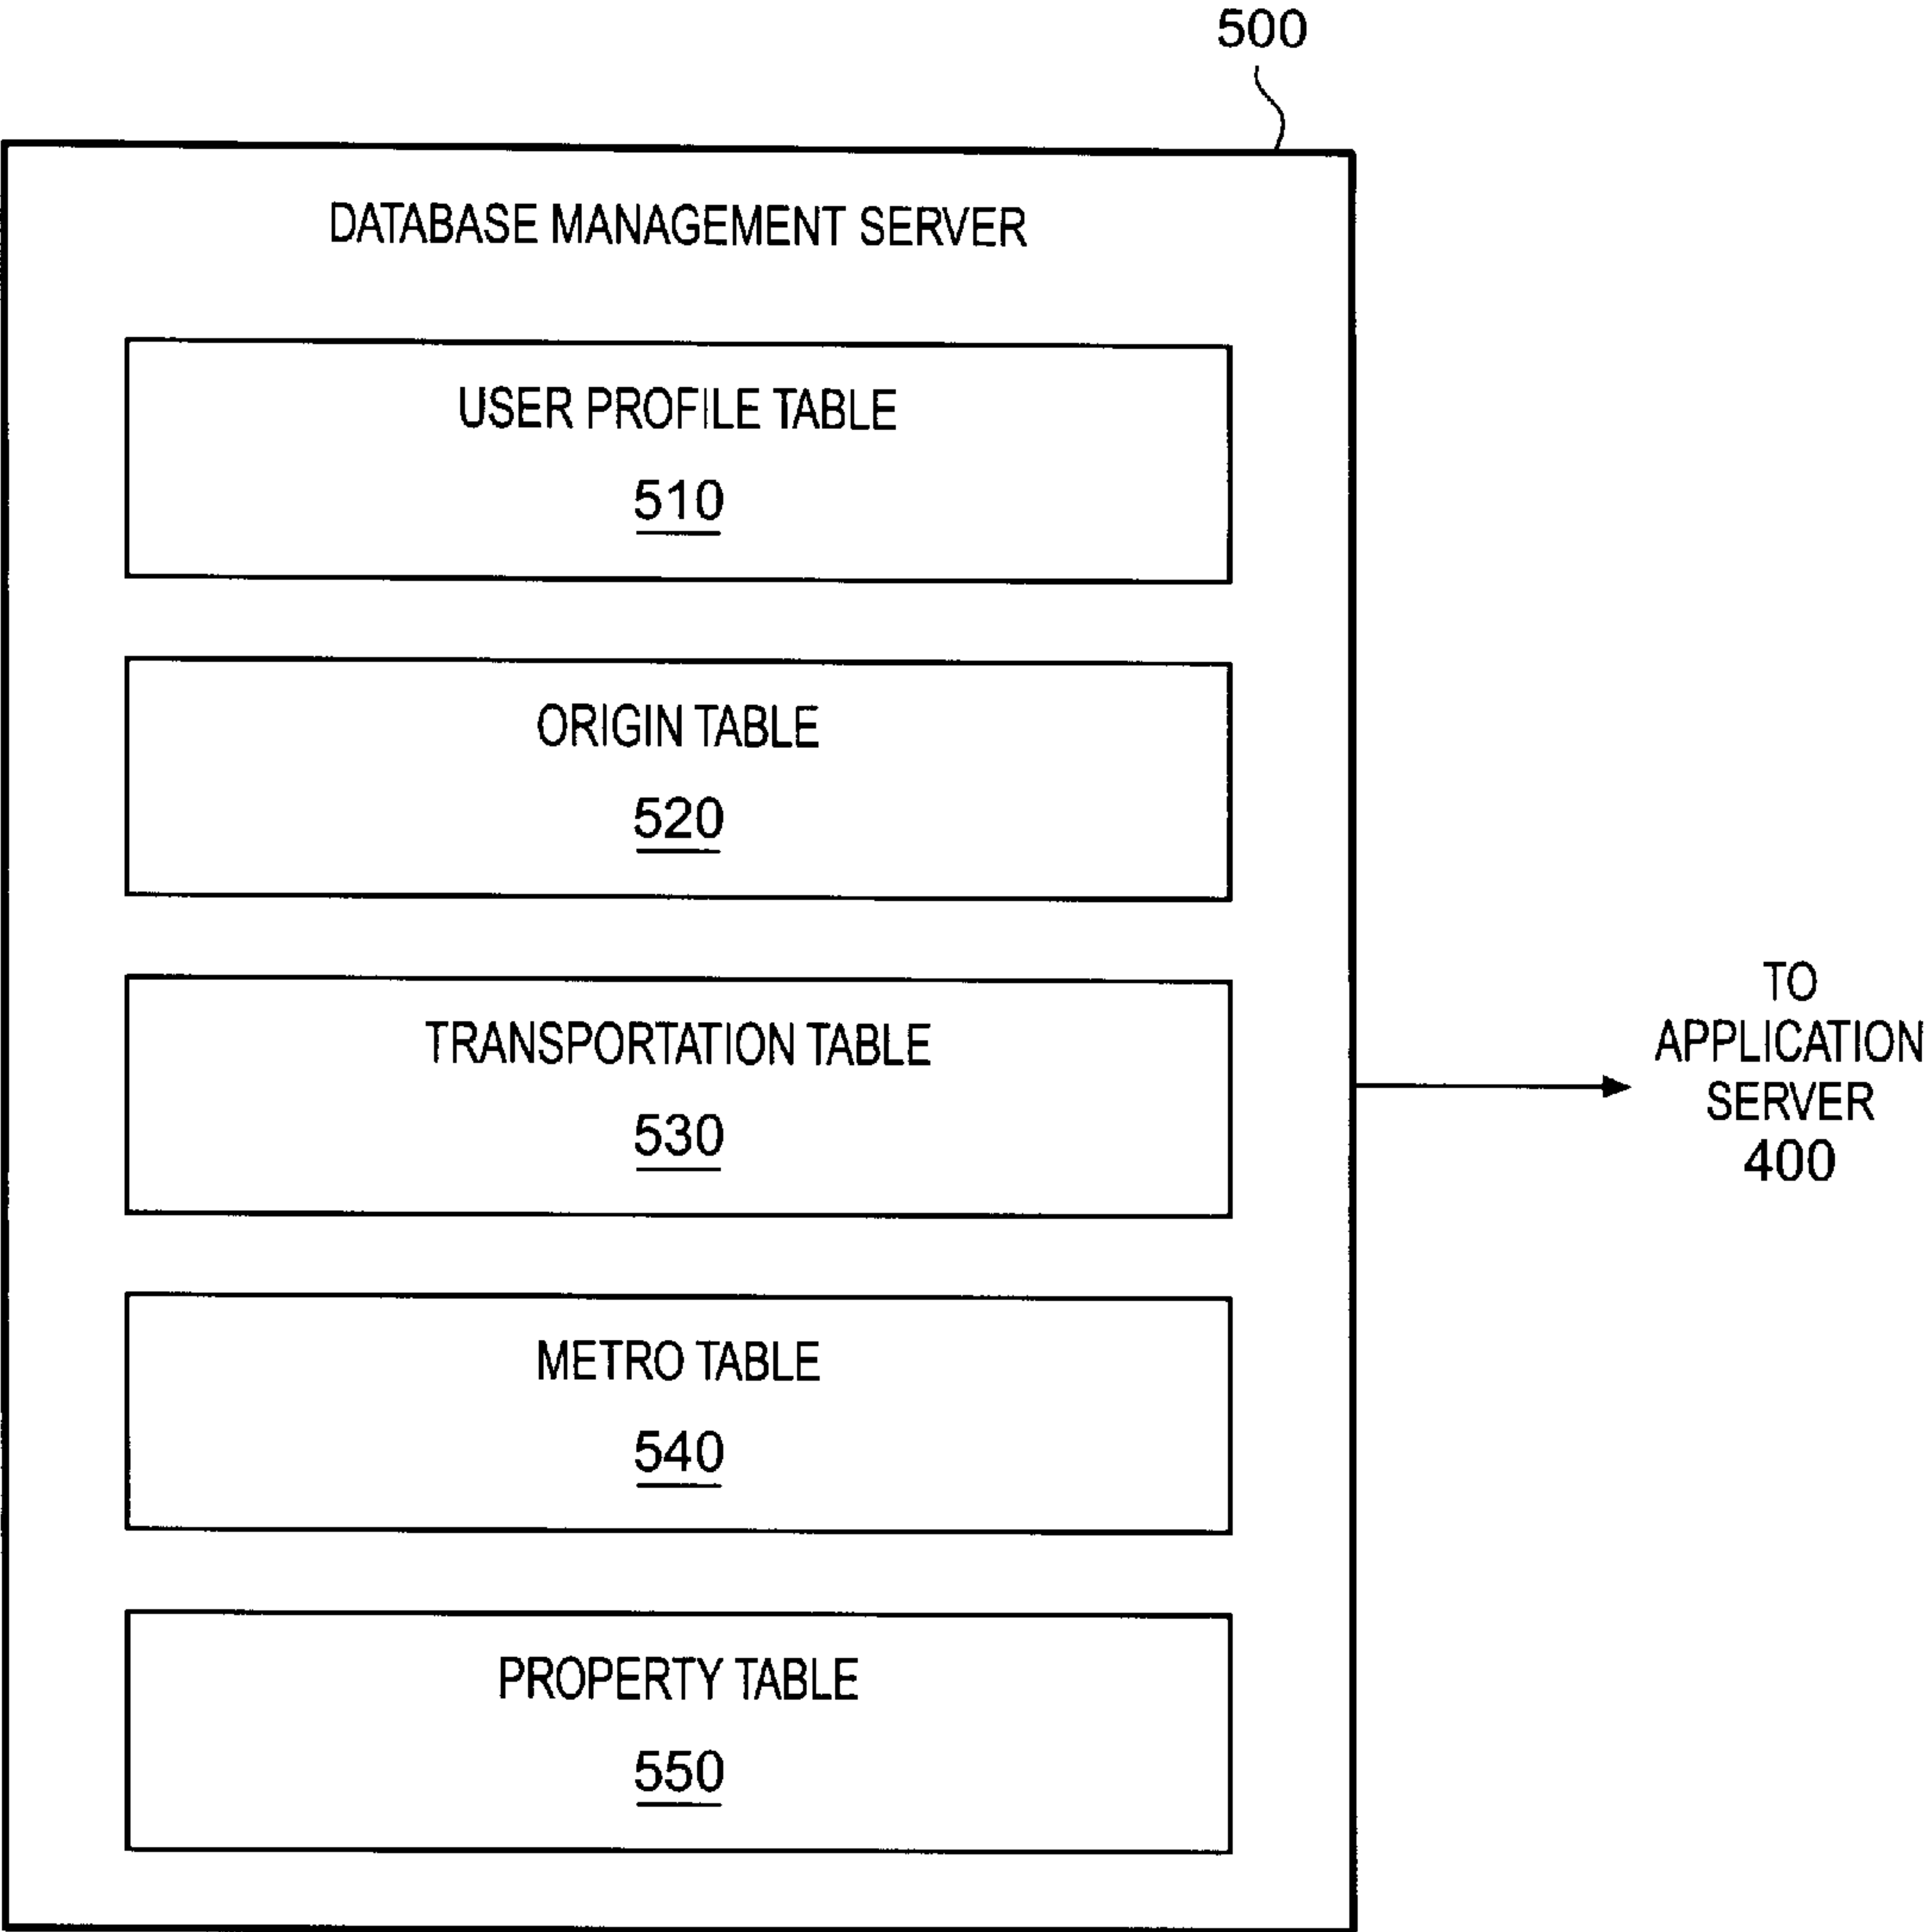 500
DATABASE MANAGEMENT SERVER
USER PROFILE TABLE
510
ORIGIN TABLE
520
TRANSPORTATION TABLE
530
TO
APPLICATION
SERVER
400
METRO TABLE
540
PROPERTY TABLE
550